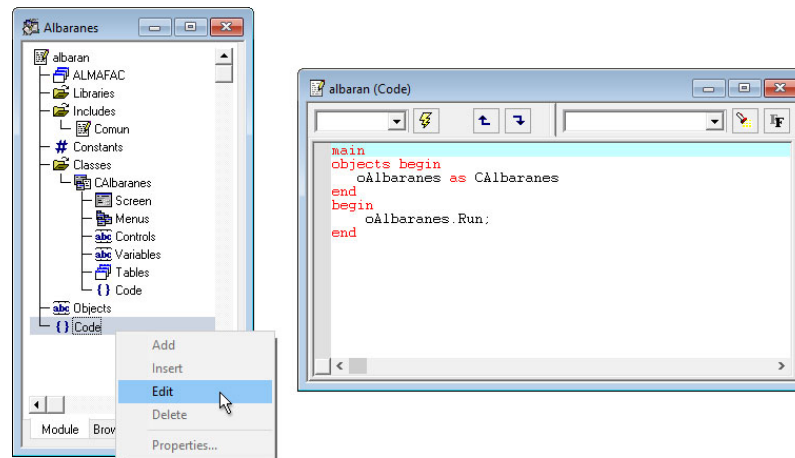 Albaranes
albaran
ALMAFAC
Libraries
Includes
Comun
Constants
Classes
CAlbaranes
Screen
Menus
Controls
Variables
Tables
Code
Objects
Code
Module
Add
Insert
Edit
Delete
Properties...
albaran (Code)
main
objects begin
oAlbaranes as CAlbaranes
end
begin
oAlbaranes.Run;
end